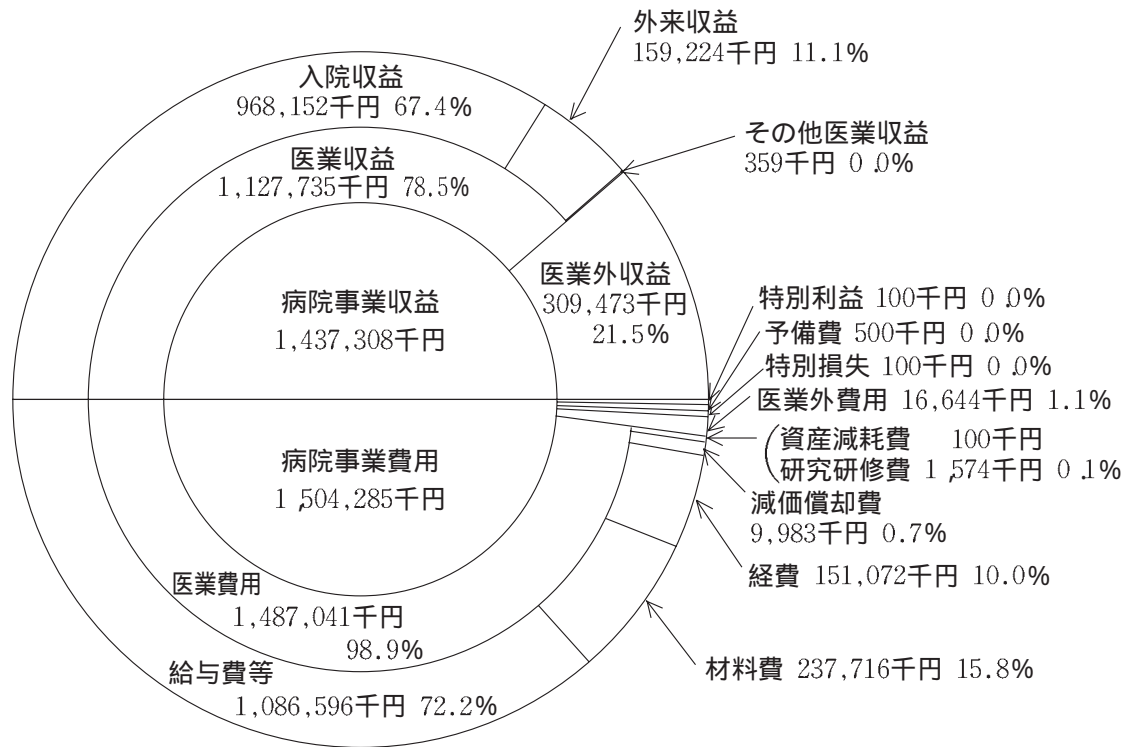 外来収益
159,224千円 11.1%
入院収益
968,152千円 67.4%
その他医業収益
359千円 0.0%
医業収益
1,127,735千円 78.5%
医業外収益
309,473千円
21.5%
病院事業収益
1,437,308千円
特別利益 100千円 0.0%
予備費 500千円 0.0%
特別損失 100千円 0.0%
医業外費用 16,644千円 1.1%
資産減耗費 100千円
研究研修費 1,574千円 0.1%
減価償却費
9,983千円 0.7%
経費 151,072千円 10.0%
材料費 237,716千円 15.8%
病院事業費用
1,504,285千円
医業費用
1,487,041千円
98.9%
給与費等
1,086,596千円 72.2%